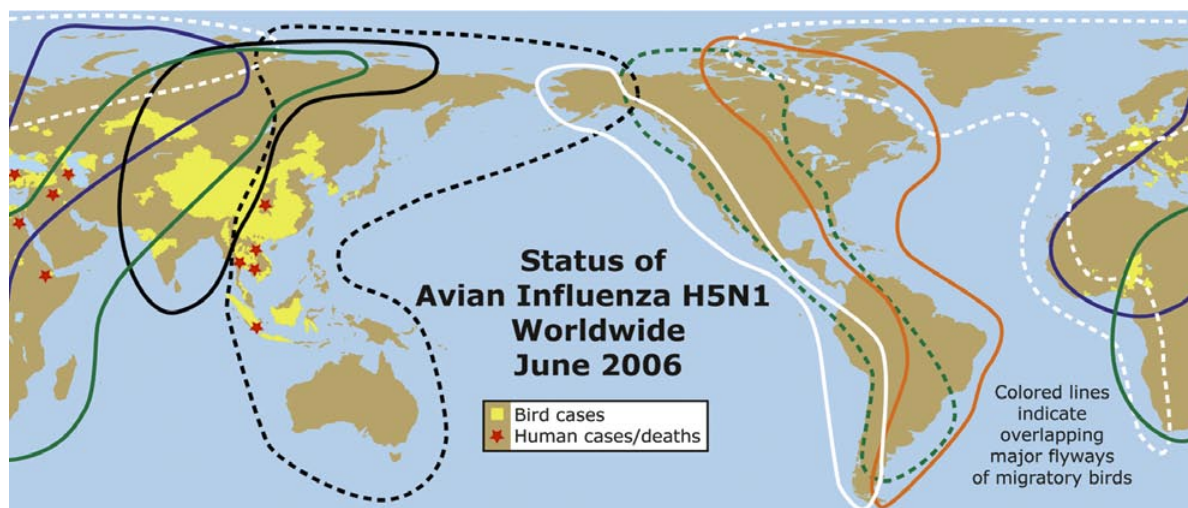 Status of
Avian Influenza H5N1
Worldwide
June 2006
Bird cases
Human cases/deaths
Colored lines
indicate
overlapping
major flyways
of migratory birds